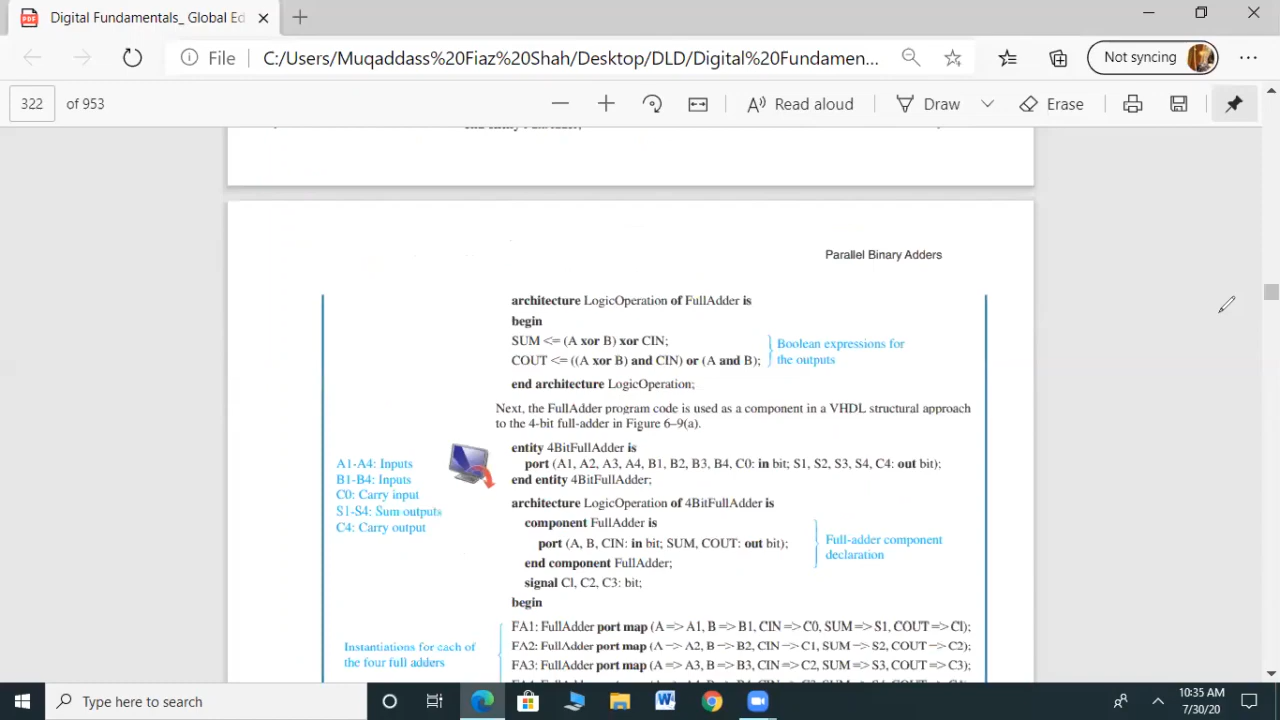 Digital Fundamentals_ Global Ed
File
C:/Users/Muqaddass%20Fiaz%20Shah/Desktop/DLD/Digital%20Fundamen...
Not syncing
322 of 953
Read aloud
Draw
Erase
Parallel Binary Adders
architecture LogicOperation of FullAdder is
begin
SUM <= (A xor B) xor CIN;
COUT <= ((A xor B) and CIN) or (A and B);
Boolean expressions for
the outputs
end architecture LogicOperation;
Next, the FullAdder program code is used as a component in a VHDL structural approach
to the 4-bit full-adder in Figure 6–9(a).
entity 4BitFullAdder is
port (A1, A2, A3, A4, B1, B2, B3, B4, C0: in bit; S1, S2, S3, S4, C4: out bit);
end entity 4BitFullAdder;
A1-A4: Inputs
B1-B4: Inputs
C0: Carry input
S1-S4: Sum outputs
C4: Carry output
architecture LogicOperation of 4BitFullAdder is
component FullAdder is
port (A, B, CIN: in bit; SUM, COUT: out bit);
end component FullAdder;
Full-adder component
declaration
signal Cl, C2, C3: bit;
begin
FA1: FullAdder port map (A => A1, B => B1, CIN => C0, SUM => S1, COUT => Cl);
FA2: FullAdder port map (A => A2, B => B2, CIN => C1, SUM => S2, COUT => C2);
FA3: FullAdder port map (A => A3, B => B3, CIN => C2, SUM => S3, COUT => C3);
Instantiations for each of
the four full adders
Type here to search
10:35 AM
7/30/20